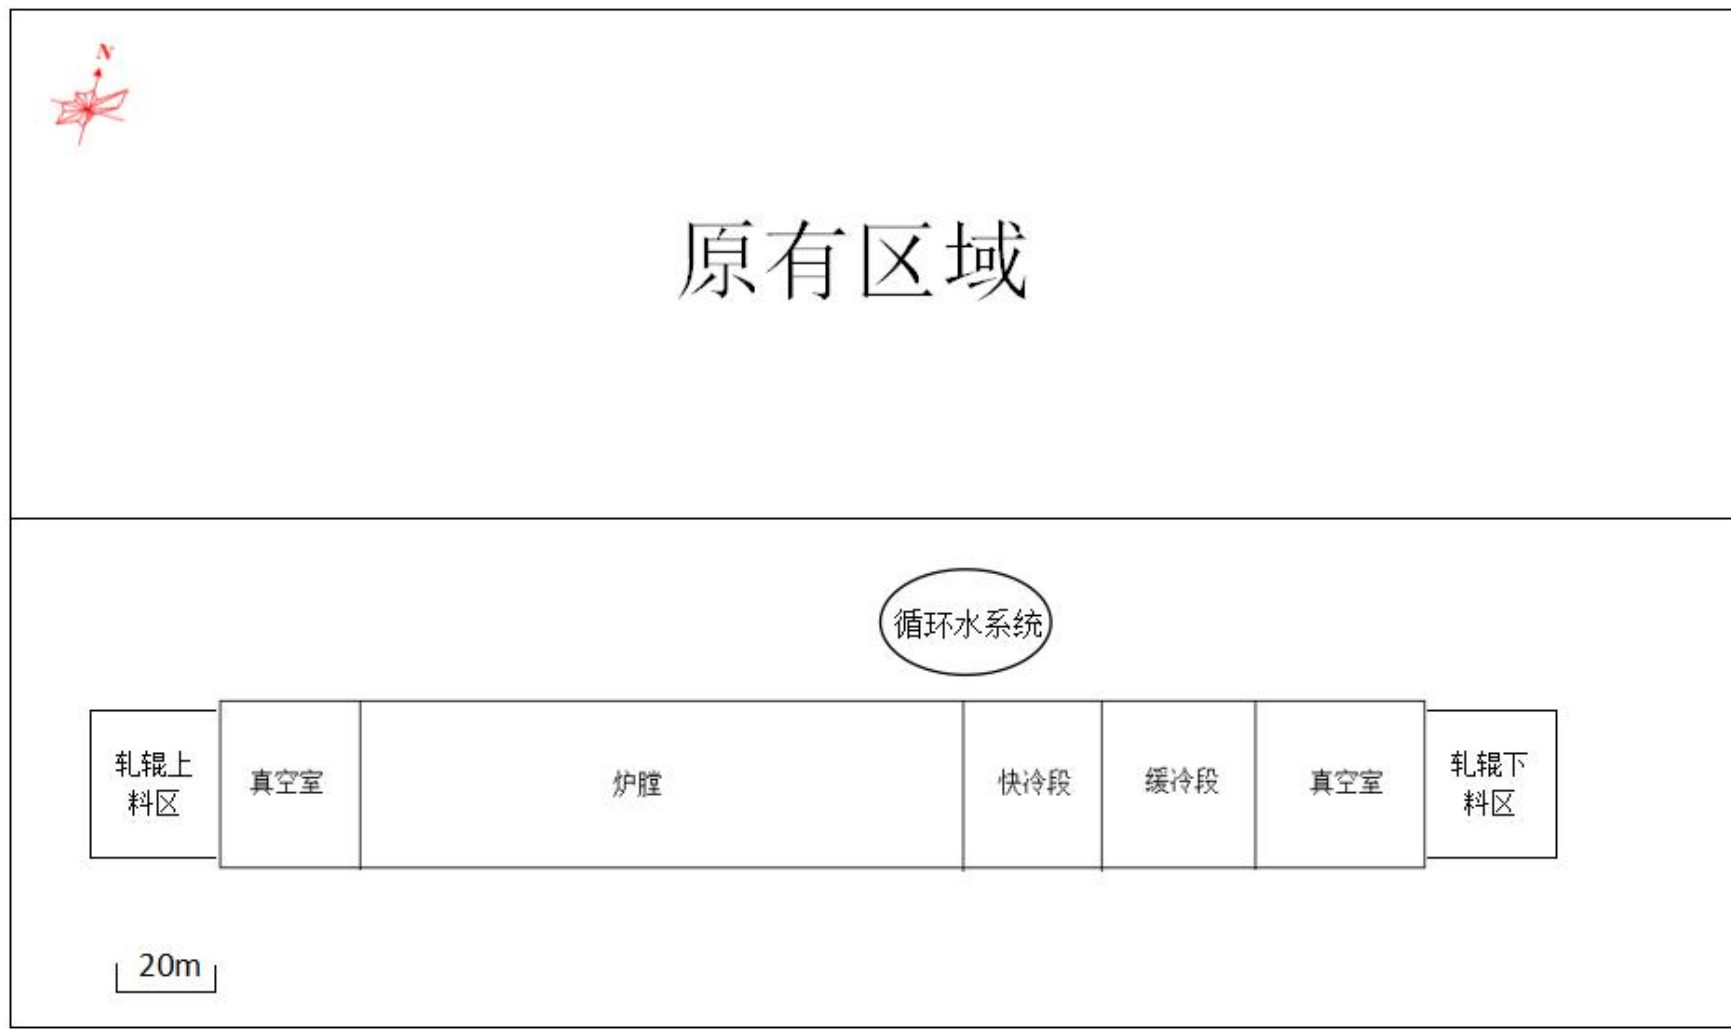 N
原有区域
循环水系统
轧辊上
料区
真空室
炉膛
快冷段
缓冷段
真空室
轧辊下
料区
20m